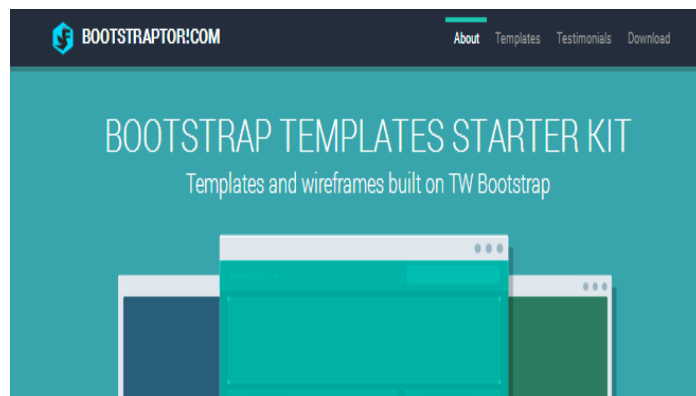 BOOTSTRAPTOR!COM
About Templates Testimonials Download
BOOTSTRAP TEMPLATES STARTER KIT
Templates and wireframes built on TW Bootstrap